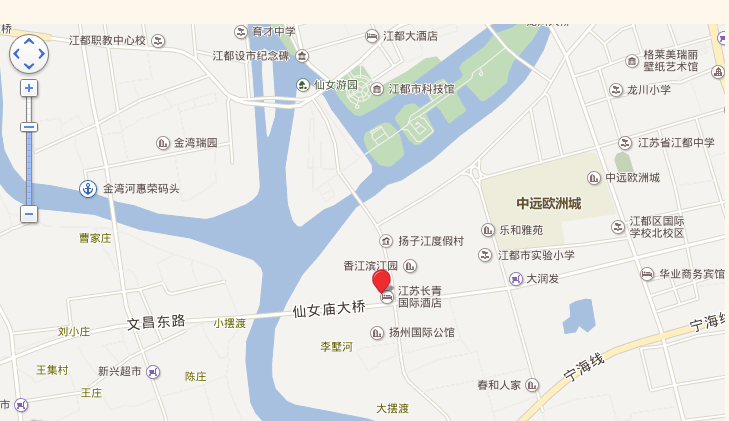 桥
育才中学
江都职教中心校
江都大酒店
江都设市纪念碑
格莱美瑞丽
壁纸艺术馆
仙女游园
江都市科技馆
龙川小学
金湾瑞园
江苏省江都中学
中远欧洲城
金湾河惠荣码头
中远欧洲城
江都区国际
学校北校区
乐和雅苑
曹家庄
扬子江度假村
江都市实验小学
香江滨江园
华业商务宾馆
大润发
江苏长青
国际酒店
仙女庙大桥
文昌东路
小摆渡
宁海线
刘小庄
扬州国际公馆
李墅河
宁海线
王集村
新兴超市
陈庄
春和人家
王庄
市
大摆渡